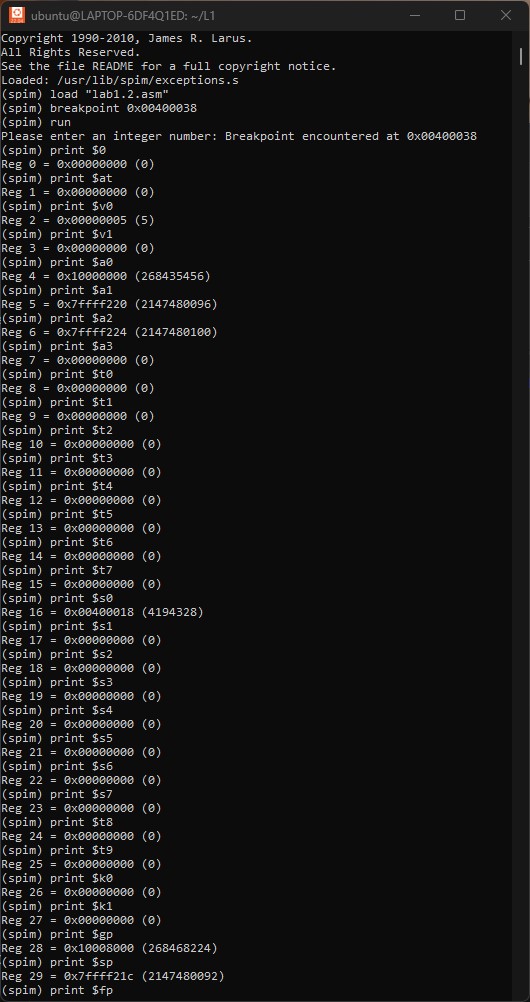 ubuntu@LAPTOP-6DF4Q1ED: ~/L1
Copyright 1990-2010, James R. Larus.
All Rights Reserved.
See the file README for a full copyright notice.
Loaded: /usr/lib/spim/exceptions.s
(spim) load "lab1.2.asm"
(spim) breakpoint 0x00400038
(spim) run
Please enter an integer number: Breakpoint encountered at 0x00400038
(spim) print $0
Reg 0 = 0x00000000 (0)
(spim) print $at
Reg 1 = 0x00000000 (0)
(spim) print $v0
Reg 2 = 0x00000005 (5)
(spim) print $v1
Reg 3 = 0x00000000 (0)
(spim) print $a0
Reg 4 = 0x10000000 (268435456)
(spim) print $a1
Reg 5 = 0x7ffff220 (2147480096)
(spim) print $a2
Reg 6 = 0x7ffff224 (2147480100)
(spim) print $a3
Reg 7 = 0x00000000 (0)
(spim) print $t0
Reg 8 = 0x00000000 (0)
(spim) print $t1
Reg 9 = 0x00000000 (0)
(spim) print $t2
Reg 10 = 0x00000000 (0)
(spim) print $t3
Reg 11 = 0x00000000 (0)
(spim) print $t4
Reg 12 = 0x00000000 (0)
(spim) print $t5
Reg 13 = 0x00000000 (0)
(spim) print $t6
Reg 14 = 0x00000000 (0)
(spim) print $t7
Reg 15 = 0x00000000 (0)
(spim) print $s0
Reg 16 = 0x00400018 (4194328)
(spim) print $s1
Reg 17 = 0x00000000 (0)
(spim) print $s2
Reg 18 = 0x00000000 (0)
(spim) print $s3
Reg 19 = 0x00000000 (0)
(spim) print $s4
Reg 20 = 0x00000000 (0)
(spim) print $s5
Reg 21 = 0x00000000 (0)
(spim) print $s6
Reg 22 = 0x00000000 (0)
(spim) print $s7
Reg 23 = 0x00000000 (0)
(spim) print $t8
Reg 24 = 0x00000000 (0)
(spim) print $t9
Reg 25 = 0x00000000 (0)
(spim) print $k0
Reg 26 = 0x00000000 (0)
(spim) print $k1
Reg 27 = 0x00000000 (0)
(spim) print $gp
Reg 28 = 0x10008000 (268468224)
(spim) print $sp
Reg 29 = 0x7ffff21c (2147480092)
(spim) print $fp